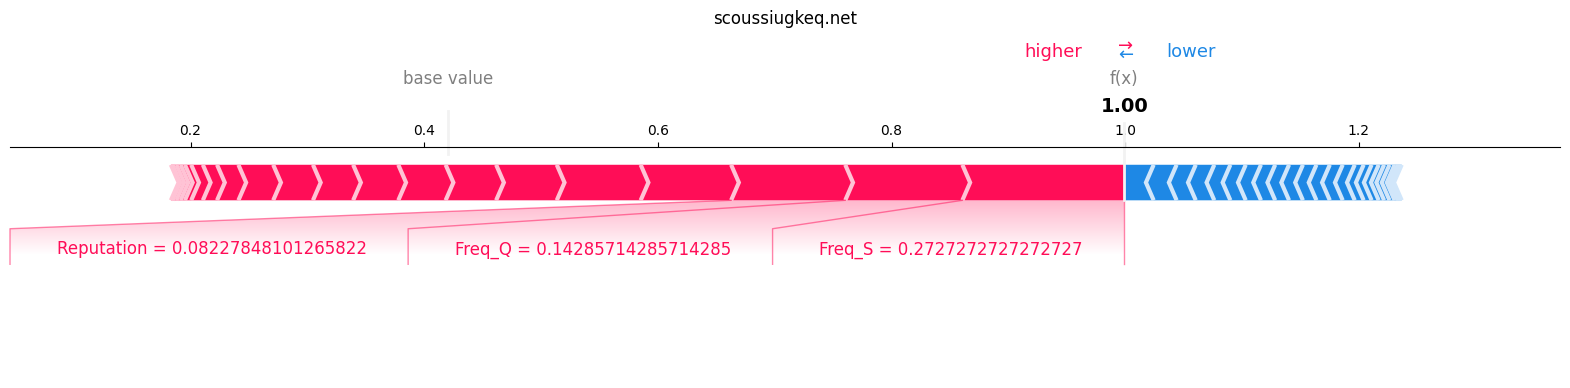 scoussiugkeq.net
higher → ← lower
base value f(x)
1.00
0.2 0.4 0.6 0.8 1.0 1.2
Reputation = 0.08227848101265822 Freq_Q = 0.14285714285714285 Freq_S = 0.2727272727272727